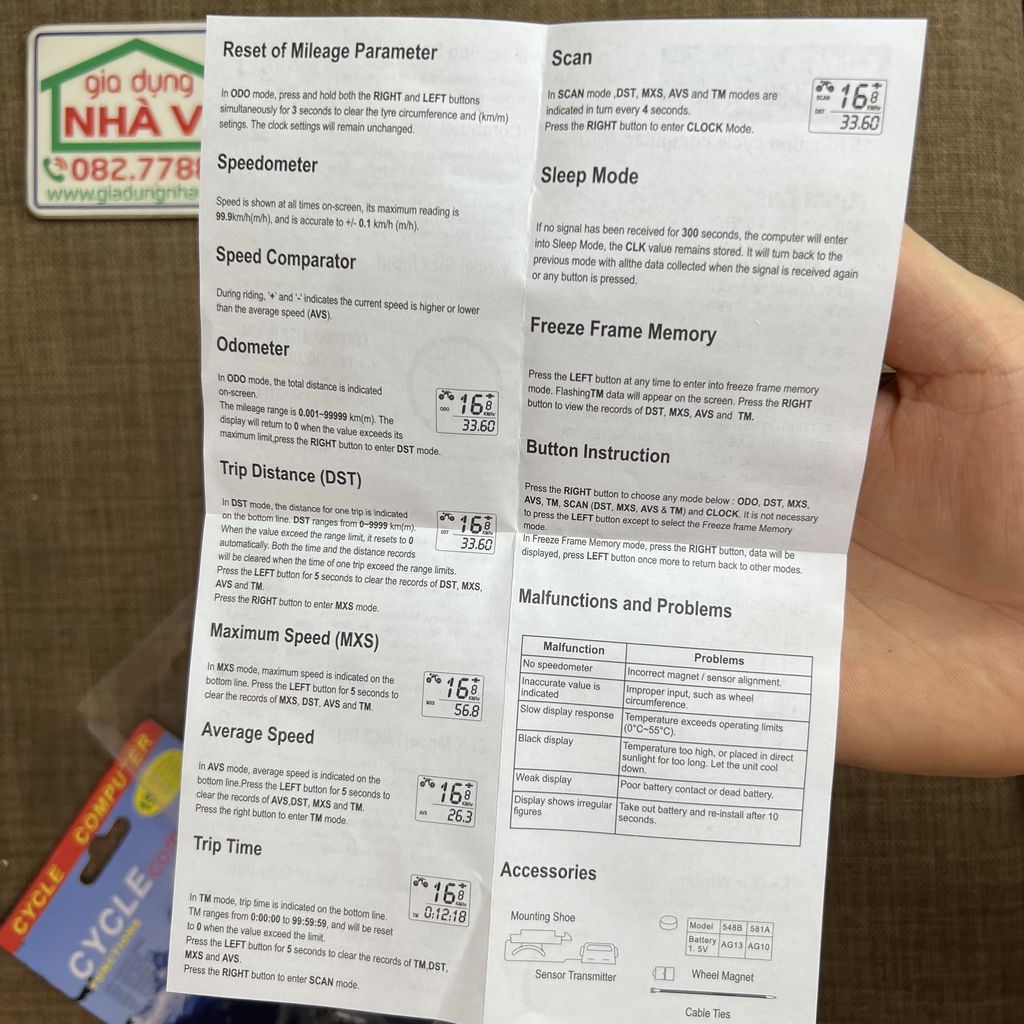 gia dụng
NHÀ V
082.778
www.giadungnha
Reset of Mileage Parameter
In ODO mode, press and hold both the RIGHT and LEFT buttons
simultaneously for 3 seconds to clear the tyre circumference and (km/m)
setings. The clock settings will remain unchanged.
Speedometer
Speed is shown at all times on-screen, its maximum reading is
99.9km/h(m/h), and is accurate to +/- 0.1 km/h (m/h).
Speed Comparator
During riding, '+' and '-' indicates the current speed is higher or lower
than the average speed (AVS).
Odometer
In ODO mode, the total distance is indicated
on-screen.
The mileage range is 0.001~99999 km(m). The
display will return to 0 when the value exceeds its
maximum limit,press the RIGHT button to enter DST mode.
ODO 16.8 KM/hr
33.60
Trip Distance (DST)
In DST mode, the distance for one trip is indicated
on the bottom line. DST ranges from 0~9999 km(m).
When the value exceed the range limit, it resets to 0
automatically. Both the time and the distance records
will be cleared when the time of one trip exceed the range limits.
Press the LEFT button for 5 seconds to clear the records of DST, MXS,
AVS and TM.
Press the RIGHT button to enter MXS mode.
16.8 KM/hr
DST 33.60
Maximum Speed (MXS)
In MXS mode, maximum speed is indicated on the
bottom line. Press the LEFT button for 5 seconds to
clear the records of MXS, DST, AVS and TM.
16.8 KM/hr
MXS 56.8
Average Speed
In AVS mode, average speed is indicated on the
bottom line.Press the LEFT button for 5 seconds to
clear the records of AVS,DST, MXS and TM.
Press the right button to enter TM mode.
16.8 KM/hr
AVS 26.3
Trip Time
In TM mode, trip time is indicated on the bottom line.
TM ranges from 0:00:00 to 99:59:59, and will be reset
to 0 when the value exceed the limit.
Press the LEFT button for 5 seconds to clear the records of TM,DST,
MXS and AVS.
Press the RIGHT button to enter SCAN mode.
16.8 KM/hr
TM 0:12:18
Scan
In SCAN mode ,DST, MXS, AVS and TM modes are
indicated in turn every 4 seconds.
Press the RIGHT button to enter CLOCK Mode.
SCAN 16.8 KM/hr
DST 33.60
Sleep Mode
If no signal has been received for 300 seconds, the computer will enter
into Sleep Mode, the CLK value remains stored. It will turn back to the
previous mode with allthe data collected when the signal is received again
or any button is pressed.
Freeze Frame Memory
Press the LEFT button at any time to enter into freeze frame memory
mode. FlashingTM data will appear on the screen. Press the RIGHT
button to view the records of DST, MXS, AVS and TM.
Button Instruction
Press the RIGHT button to choose any mode below : ODO, DST, MXS,
AVS, TM, SCAN (DST, MXS, AVS & TM) and CLOCK. It is not necessary
to press the LEFT button except to select the Freeze frame Memory
mode.
In Freeze Frame Memory mode, press the RIGHT button, data will be
displayed, press LEFT button once more to return back to other modes.
Malfunctions and Problems
Malfunction Problems
No speedometer Incorrect magnet / sensor alignment.
Inaccurate value is Improper input, such as wheel
indicated circumference.
Slow display response Temperature exceeds operating limits
(0°C~55°C).
Black display Temperature too high, or placed in direct
sunlight for too long. Let the unit cool
down.
Weak display Poor battery contact or dead battery.
Display shows irregular Take out battery and re-install after 10
figures seconds.
Accessories
Mounting Shoe
Sensor Transmitter
Model 548B 581A
Battery AG13 AG10
1. 5V
Wheel Magnet
Cable Ties
CYCLE COMPUTER
CYCLE
FUNCTIONS